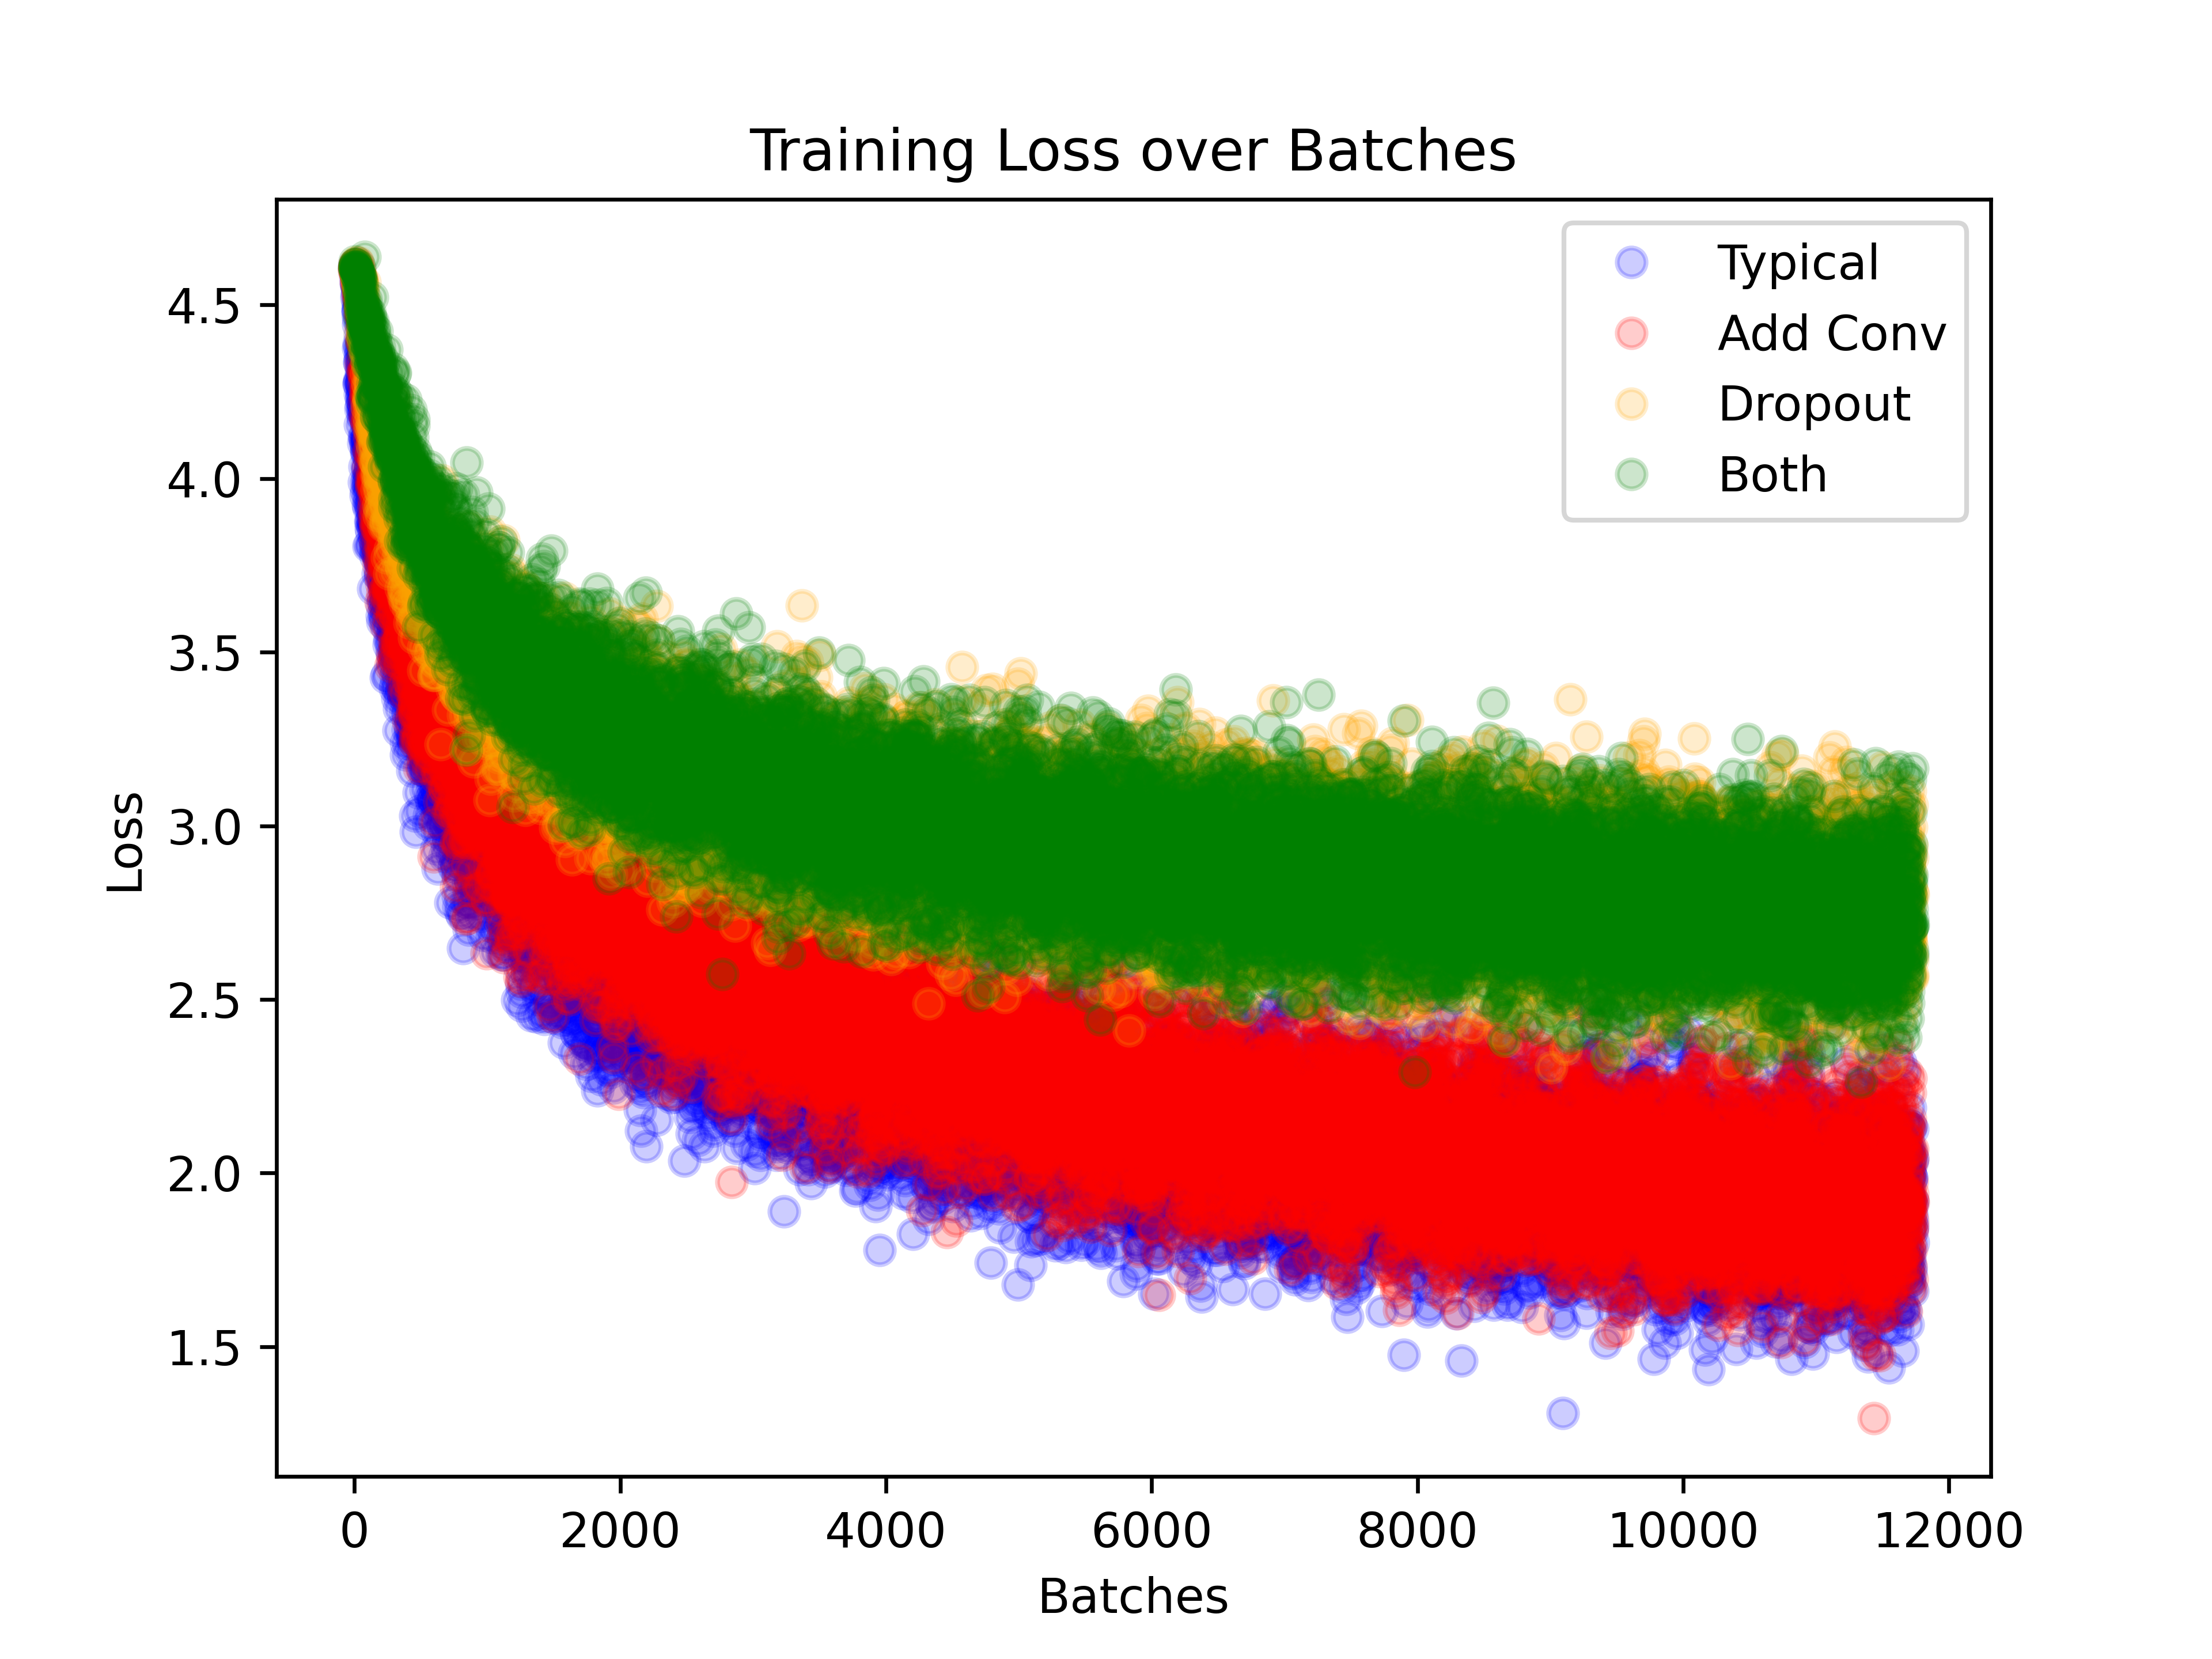 Training Loss over Batches
Typical
Add Conv
Dropout
Both
4.5
4.0
3.5
3.0
2.5
2.0
1.5
Loss
0 2000 4000 6000 8000 10000 12000
Batches